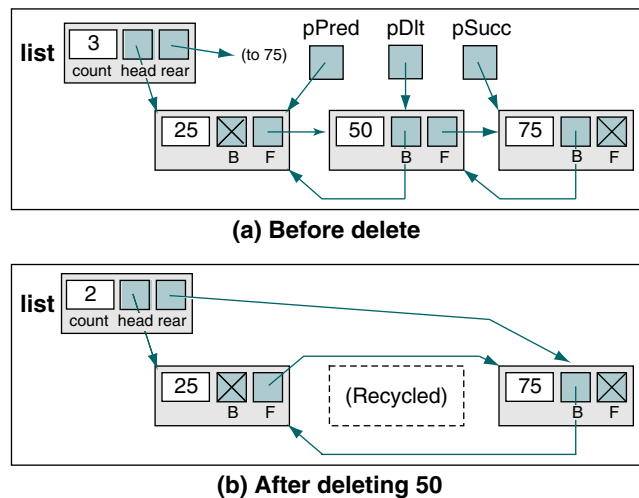 pPred pDlt pSucc
list 3 (to 75)
count head rear
25 50 75
B F B F B F
(a) Before delete
list 2
count head rear
25 (Recycled) 75
B F B F
(b) After deleting 50